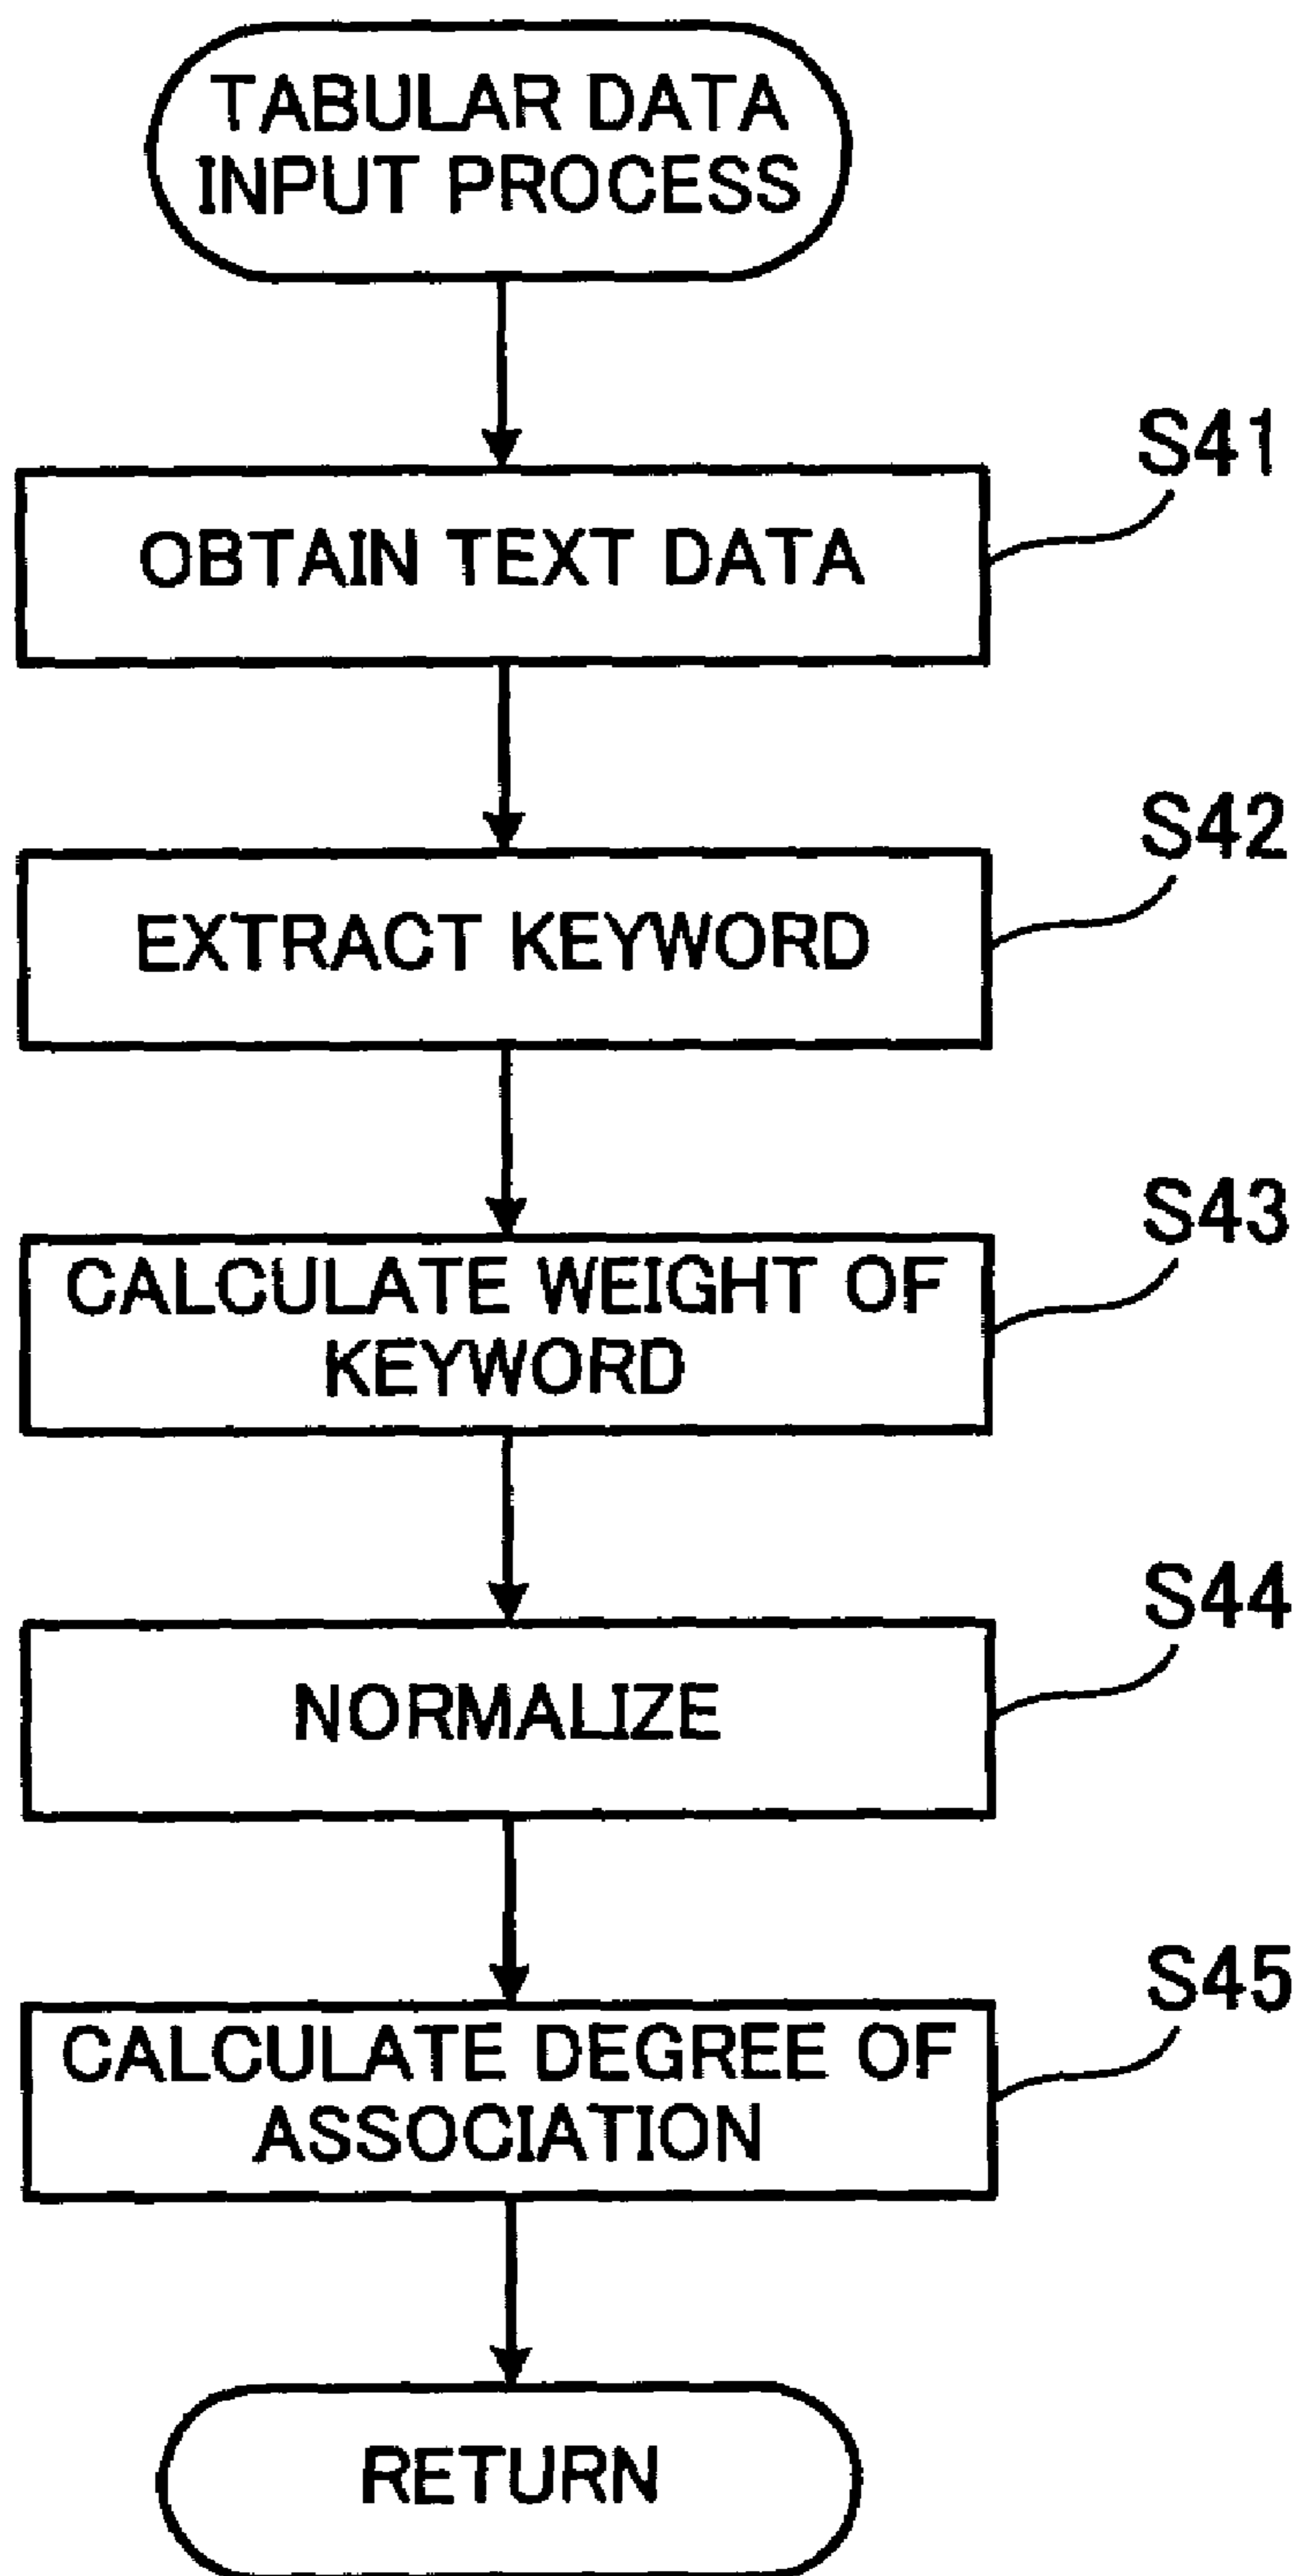 TABULAR DATA
INPUT PROCESS
S41
OBTAIN TEXT DATA
S42
EXTRACT KEYWORD
S43
CALCULATE WEIGHT OF
KEYWORD
S44
NORMALIZE
S45
CALCULATE DEGREE OF
ASSOCIATION
RETURN